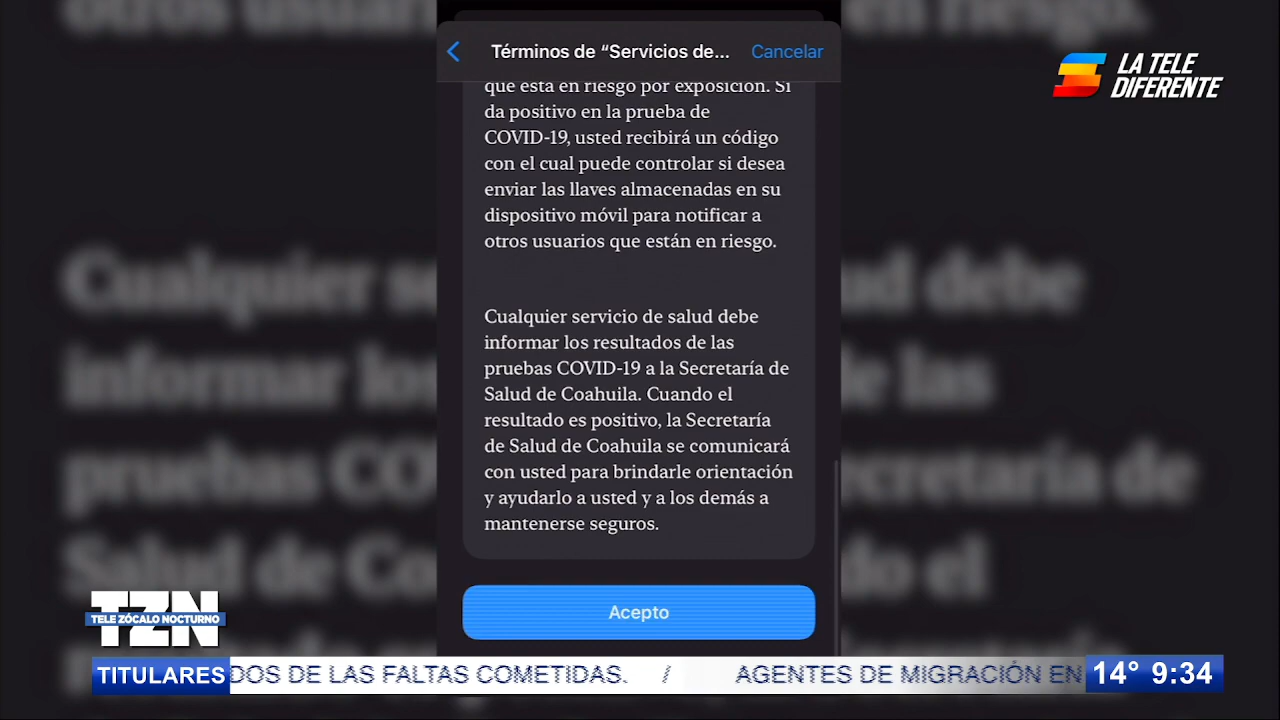 Términos de “Servicios de...
Cancelar
que está en riesgo por exposición. Si
da positivo en la prueba de
COVID-19, usted recibirá un código
con el cual puede controlar si desea
enviar las llaves almacenadas en su
dispositivo móvil para notificar a
otros usuarios que están en riesgo.
Cualquier servicio de salud debe
informar los resultados de las
pruebas COVID-19 a la Secretaría de
Salud de Coahuila. Cuando el
resultado es positivo, la Secretaría
de Salud de Coahuila se comunicará
con usted para brindarle orientación
y ayudarlo a usted y a los demás a
mantenerse seguros.
Acepto
LA TELE
DIFERENTE
TZN
TELE ZÓCALO NOCTURNO
TITULARES
DOS DE LAS FALTAS COMETIDAS. / AGENTES DE MIGRACIÓN EN
14° 9:34